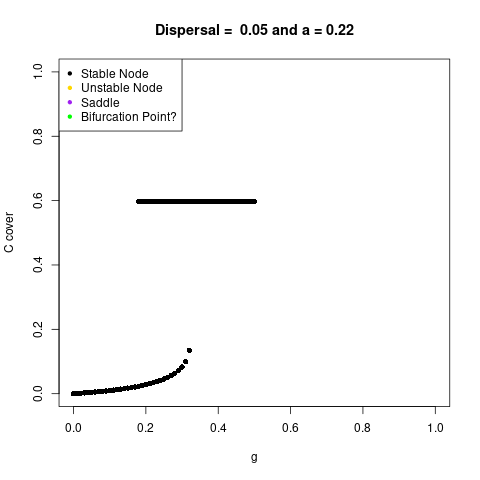 Dispersal =  0.05 and a = 0.22
Stable Node
Unstable Node
Saddle
Bifurcation Point?
1.0
0.8
0.6
0.4
0.2
0.0
C cover
0.0 0.2 0.4 0.6 0.8 1.0
g